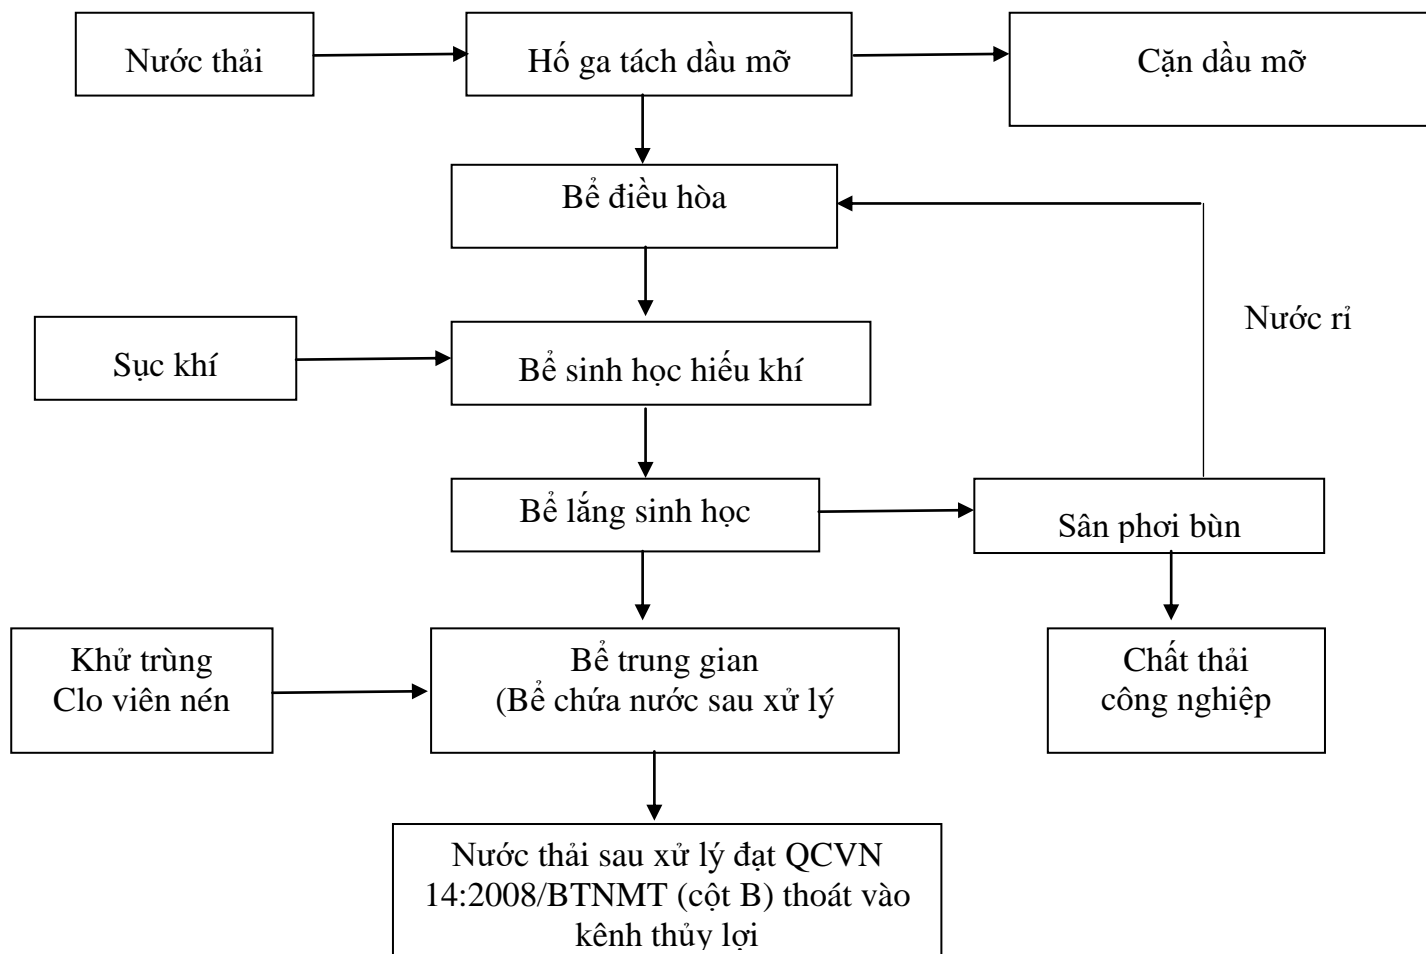 Nước thải
Hố ga tách dầu mỡ
Cặn dầu mỡ
Bể điều hòa
Nước rỉ
Sục khí
Bể sinh học hiếu khí
Bể lắng sinh học
Sân phơi bùn
Khử trùng
Clo viên nén
Bể trung gian
(Bể chứa nước sau xử lý
Chất thải
công nghiệp
Nước thải sau xử lý đạt QCVN
14:2008/BTNMT (cột B) thoát vào
kênh thủy lợi